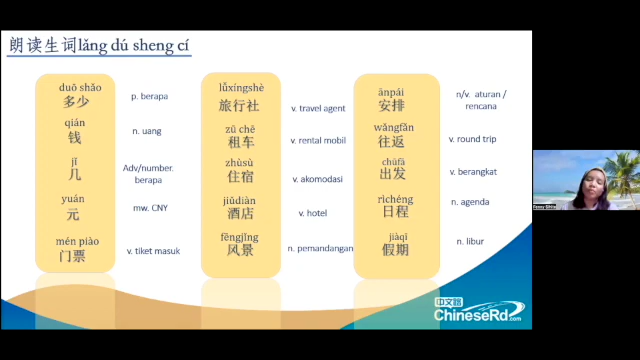 朗读生词lǎng dú sheng cí
duō shǎo
多少
p. berapa
qián
钱
n. uang
jǐ
几
Adv/number.
berapa
yuán
元
mw. CNY
mén piào
门票
v. tiket masuk
lǚxíngshè
旅行社
v. travel agent
zū chē
租车
v. rental mobil
zhùsù
住宿
v. akomodasi
jiǔdiàn
酒店
v. hotel
fēngjǐng
风景
n. pemandangan
ānpái
安排
n/v. aturan /
rencana
wǎngfǎn
往返
v. round trip
chūfā
出发
v. berangkat
rìchéng
日程
n. agenda
jiàqī
假期
n. libur
中文路
ChineseRd.com